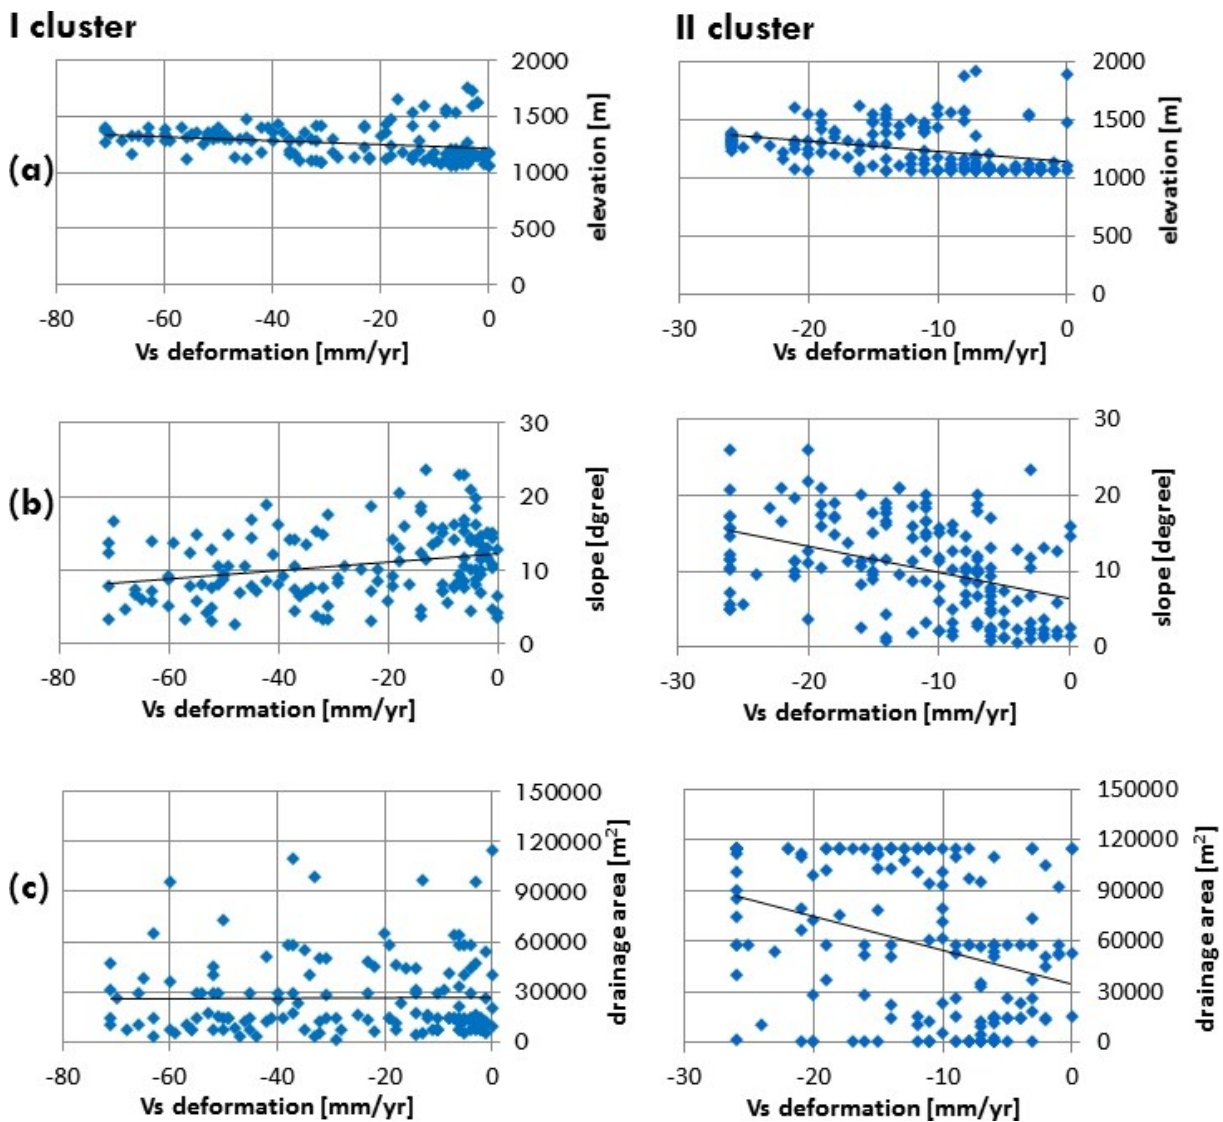 I cluster
II cluster
(a)
2000
1500
1000
500
0
elevation [m]
-80 -60 -40 -20 0
Vs deformation [mm/yr]
2000
1500
1000
500
0
elevation [m]
-30 -20 -10 0
Vs deformation [mm/yr]
(b)
30
20
10
0
slope [dgree]
-80 -60 -40 -20 0
Vs deformation [mm/yr]
30
20
10
0
slope [degree]
-30 -20 -10 0
Vs deformation [mm/yr]
(c)
150000
120000
90000
60000
30000
0
drainage area [m²]
-80 -60 -40 -20 0
Vs deformation [mm/yr]
150000
120000
90000
60000
30000
0
drainage area [m²]
-30 -20 -10 0
Vs deformation [mm/yr]